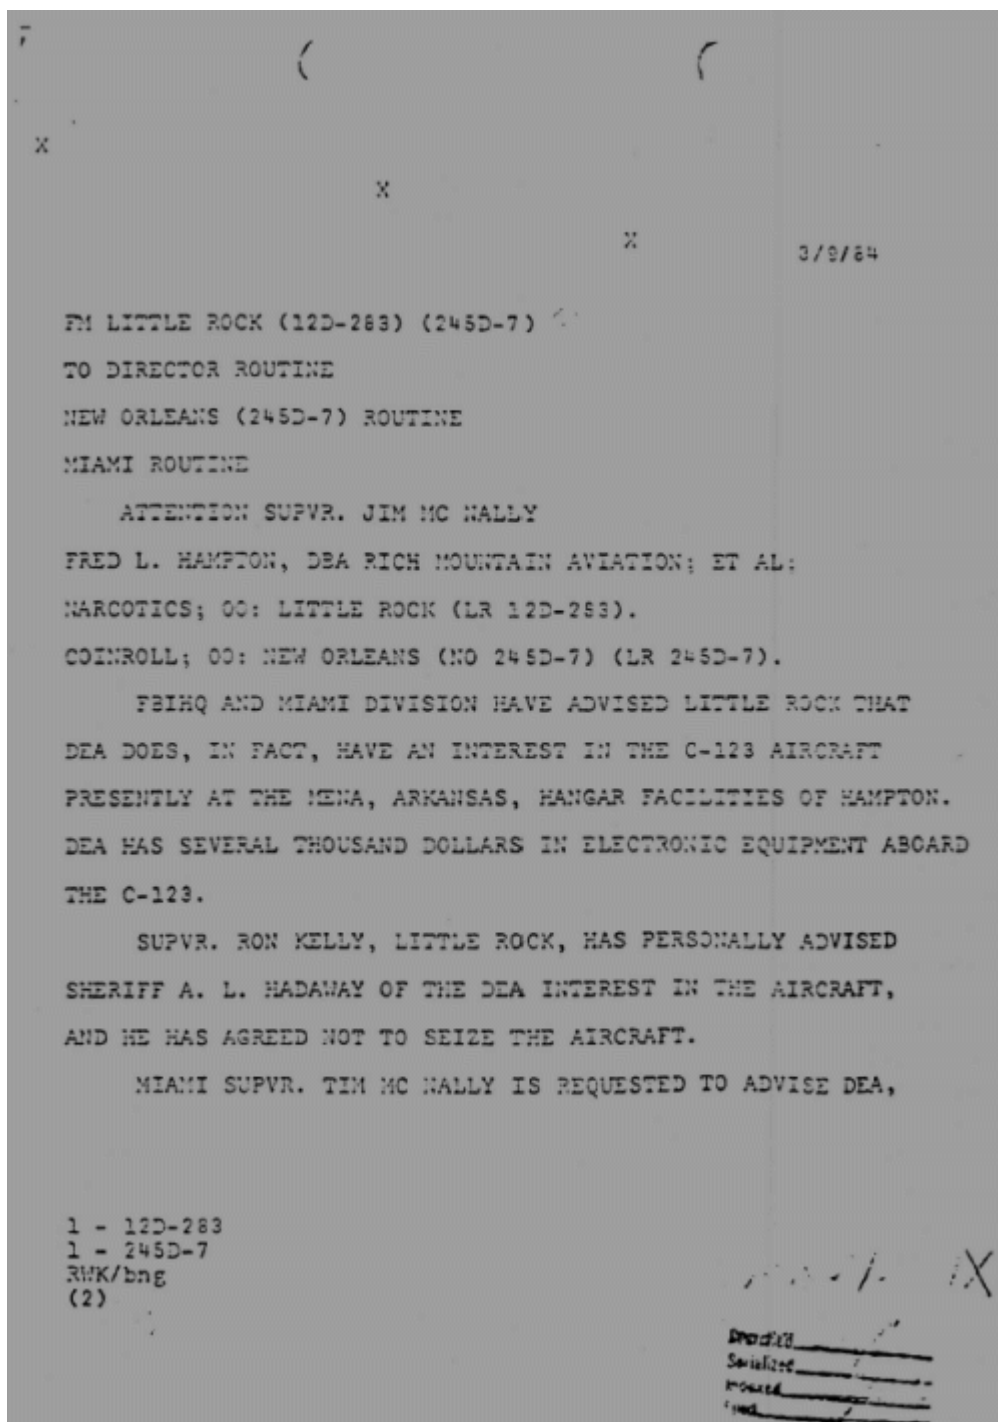 X
X
X
3/9/84
FM LITTLE ROCK (12D-283) (245D-7)
TO DIRECTOR ROUTINE
NEW ORLEANS (245D-7) ROUTINE
MIAMI ROUTINE
ATTENTION SUPVR. JIM MC NALLY
FRED L. HAMPTON, DBA RICH MOUNTAIN AVIATION; ET AL;
NARCOTICS; OO: LITTLE ROCK (LR 12D-283).
COINROLL; OO: NEW ORLEANS (NO 245D-7) (LR 245D-7).
FBIHQ AND MIAMI DIVISION HAVE ADVISED LITTLE ROCK THAT
DEA DOES, IN FACT, HAVE AN INTEREST IN THE C-123 AIRCRAFT
PRESENTLY AT THE MENA, ARKANSAS, HANGAR FACILITIES OF HAMPTON.
DEA HAS SEVERAL THOUSAND DOLLARS IN ELECTRONIC EQUIPMENT ABOARD
THE C-123.
SUPVR. RON KELLY, LITTLE ROCK, HAS PERSONALLY ADVISED
SHERIFF A. L. HADAWAY OF THE DEA INTEREST IN THE AIRCRAFT,
AND HE HAS AGREED NOT TO SEIZE THE AIRCRAFT.
MIAMI SUPVR. TIM MC NALLY IS REQUESTED TO ADVISE DEA,
1 - 12D-283
1 - 245D-7
RWK/bng
(2)
Serialized
Indexed